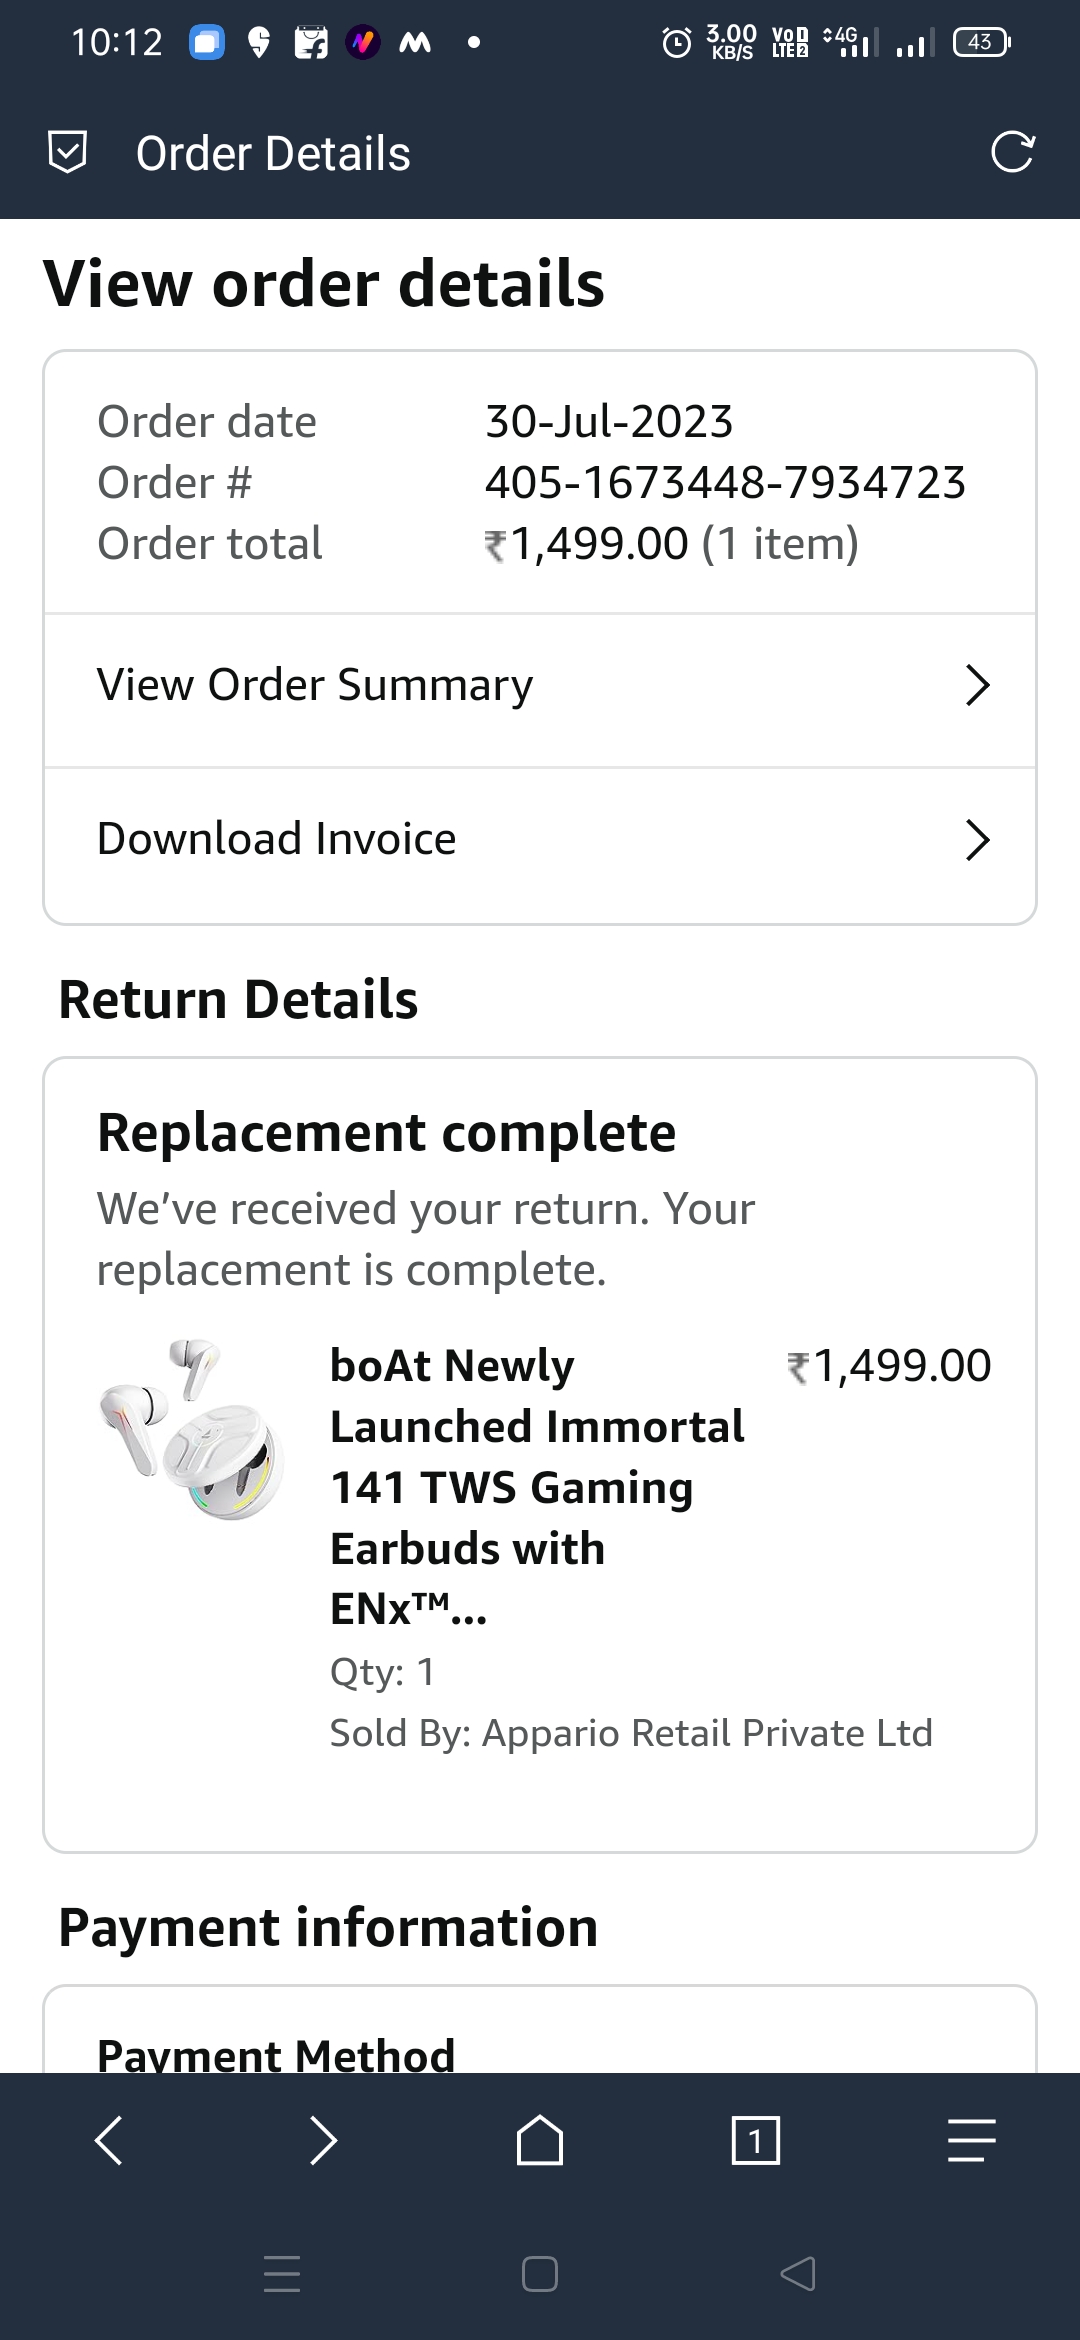 10:12
3.00 KB/S VoD LTE 2 4G 43
Order Details
View order details
Order date 30-Jul-2023
Order # 405-1673448-7934723
Order total ₹1,499.00 (1 item)
View Order Summary
Download Invoice
Return Details
Replacement complete
We've received your return. Your
replacement is complete.
boAt Newly ₹1,499.00
Launched Immortal
141 TWS Gaming
Earbuds with
ENx™...
Qty: 1
Sold By: Appario Retail Private Ltd
Payment information
Payment Method
1